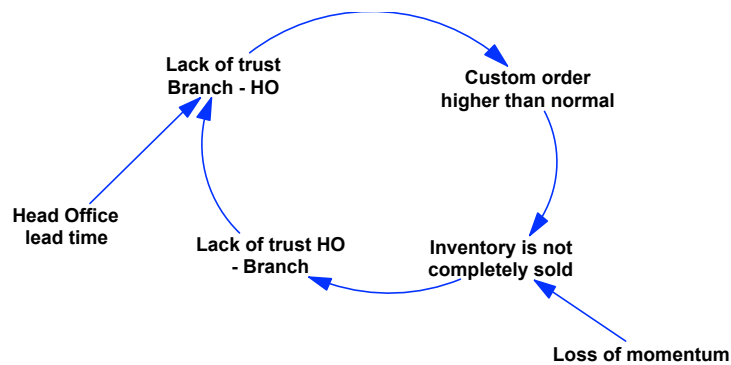 Lack of trust
Branch - HO
Custom order
higher than normal
Head Office
lead time
Lack of trust HO
- Branch
Inventory is not
completely sold
Loss of momentum